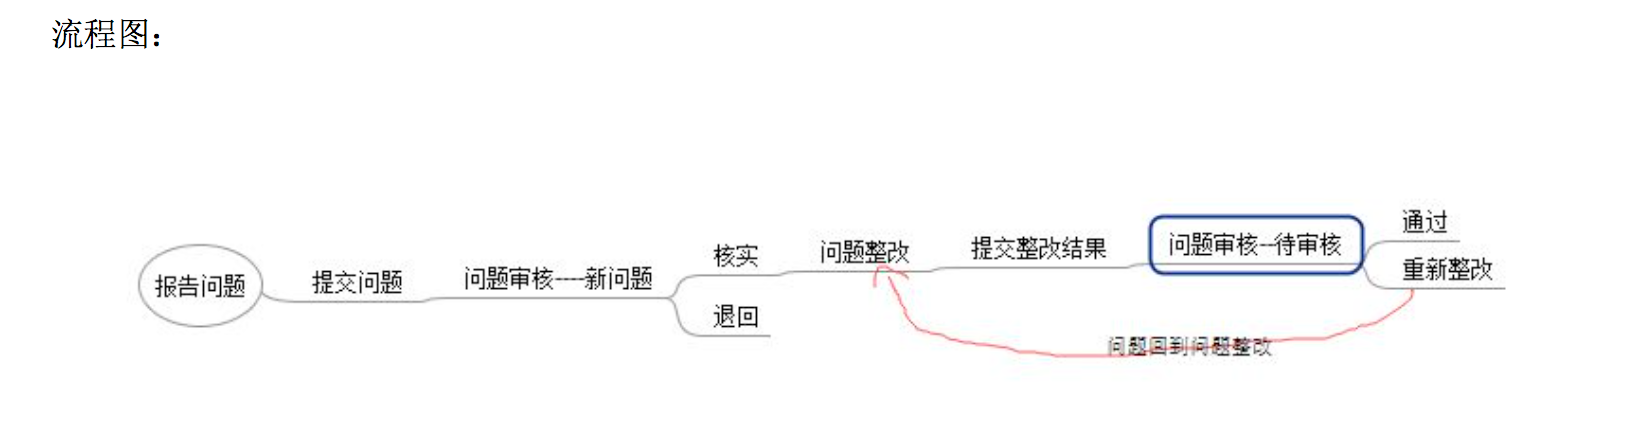 流程图：
报告问题
提交问题
问题审核----新问题
核实
退回
问题整改
提交整改结果
问题审核--待审核
通过
重新整改
问题回到问题整改